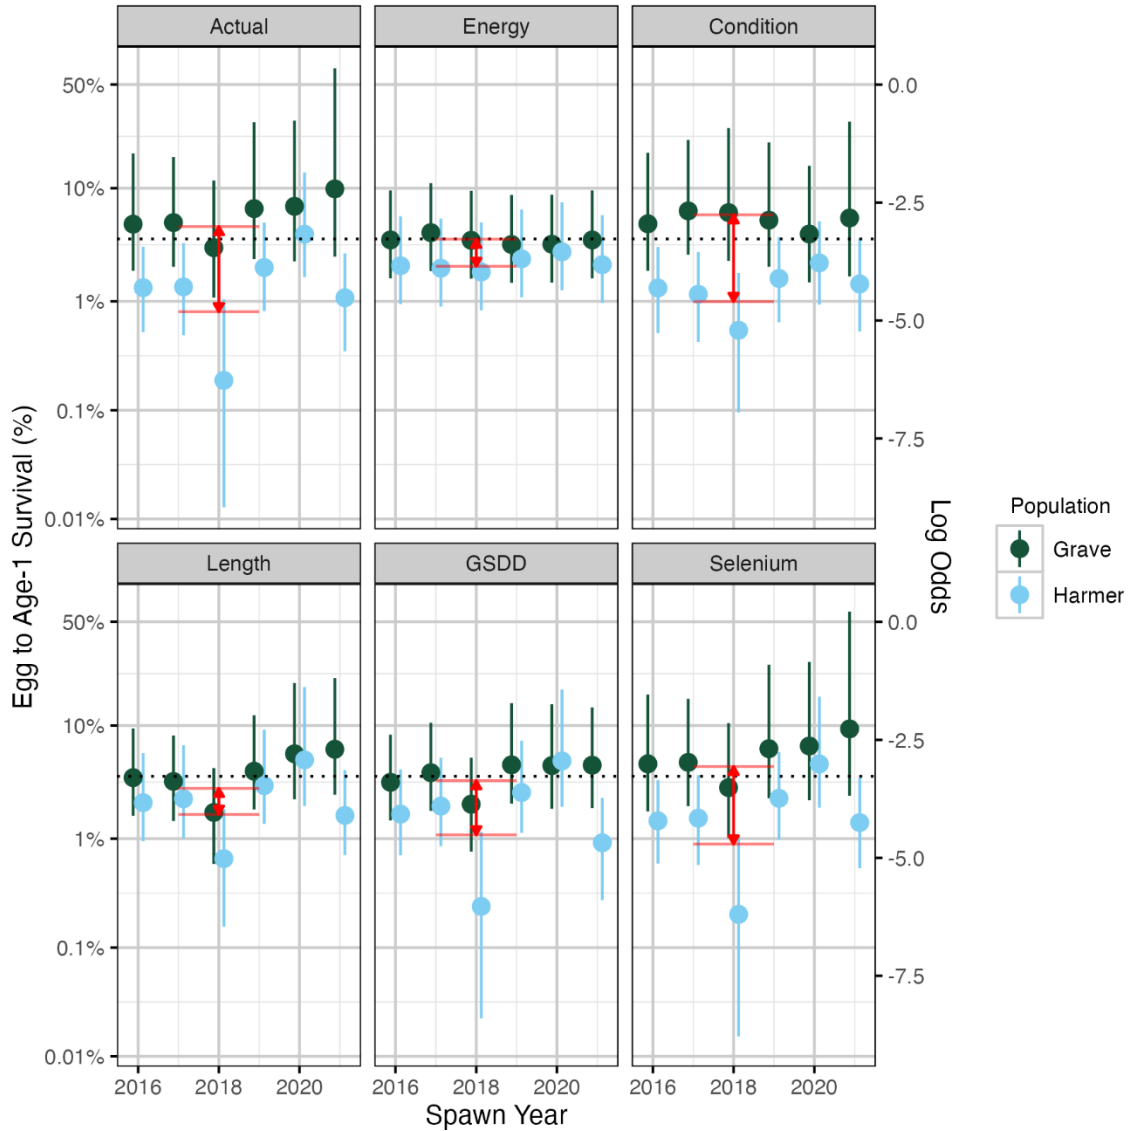 Actual
Energy
Condition
50%
10%
1%
0.1%
0.01%
0.0
-2.5
-5.0
-7.5
Length
GSDD
Selenium
50%
10%
1%
0.1%
0.01%
0.0
-2.5
-5.0
-7.5
2016 2018 2020
2016 2018 2020
2016 2018 2020
Spawn Year
Egg to Age-1 Survival (%)
Log Odds
Population
Grave
Harmer